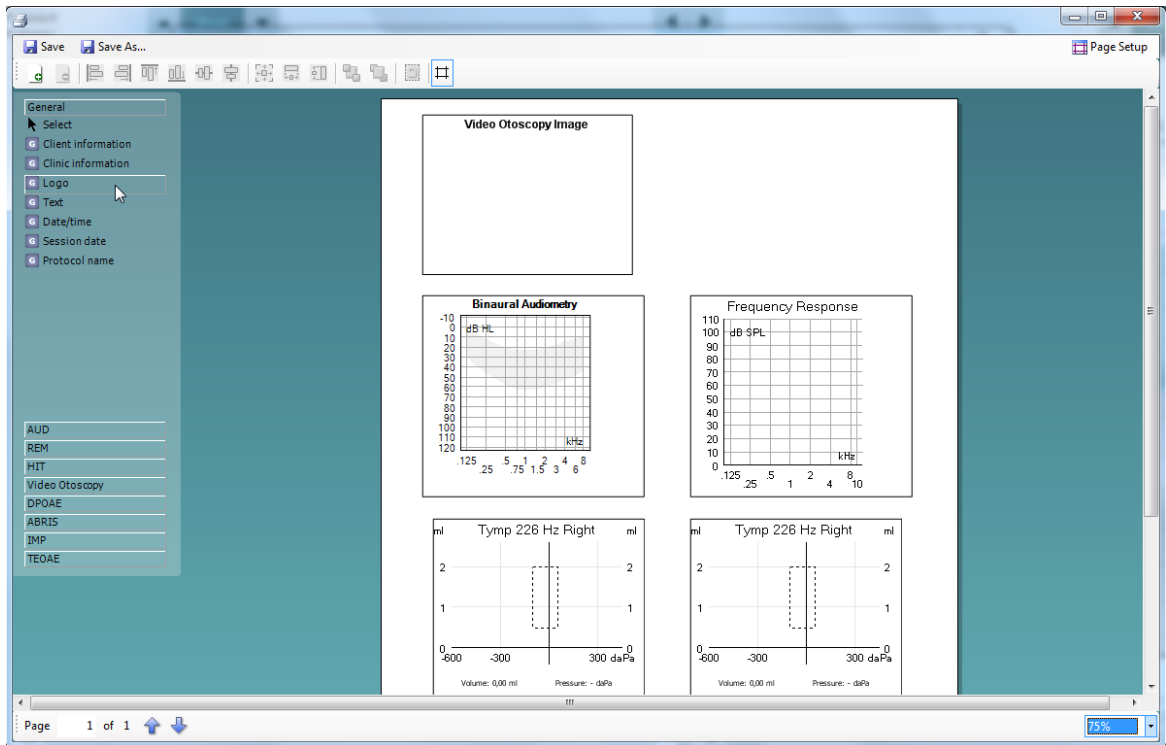 Save Save As... Page Setup
General
Select
G Client information
G Clinic information
G Logo
G Text
G Date/time
G Session date
G Protocol name
AUD
REM
HIT
Video Otoscopy
DPOAE
ABRIS
IMP
TEOAE
Video Otoscopy Image
Binaural Audiometry
-10
0 dB HL
10
20
30
40
50
60
70
80
90
100
110 kHz
120
.125 .5 1 2 4 8
.25 .75 1.5 3 6
Frequency Response
110
100 dB SPL
90
80
70
60
50
40
30
20
10 kHz
0
.125 .5 2 8
.25 1 4 10
ml Tymp 226 Hz Right ml
2 2
1 1
0 0
-600 -300 300 daPa
Volume: 0,00 ml Pressure: - daPa
ml Tymp 226 Hz Right ml
2 2
1 1
0 0
-600 -300 300 daPa
Volume: 0,00 ml Pressure: - daPa
Page 1 of 1 75%